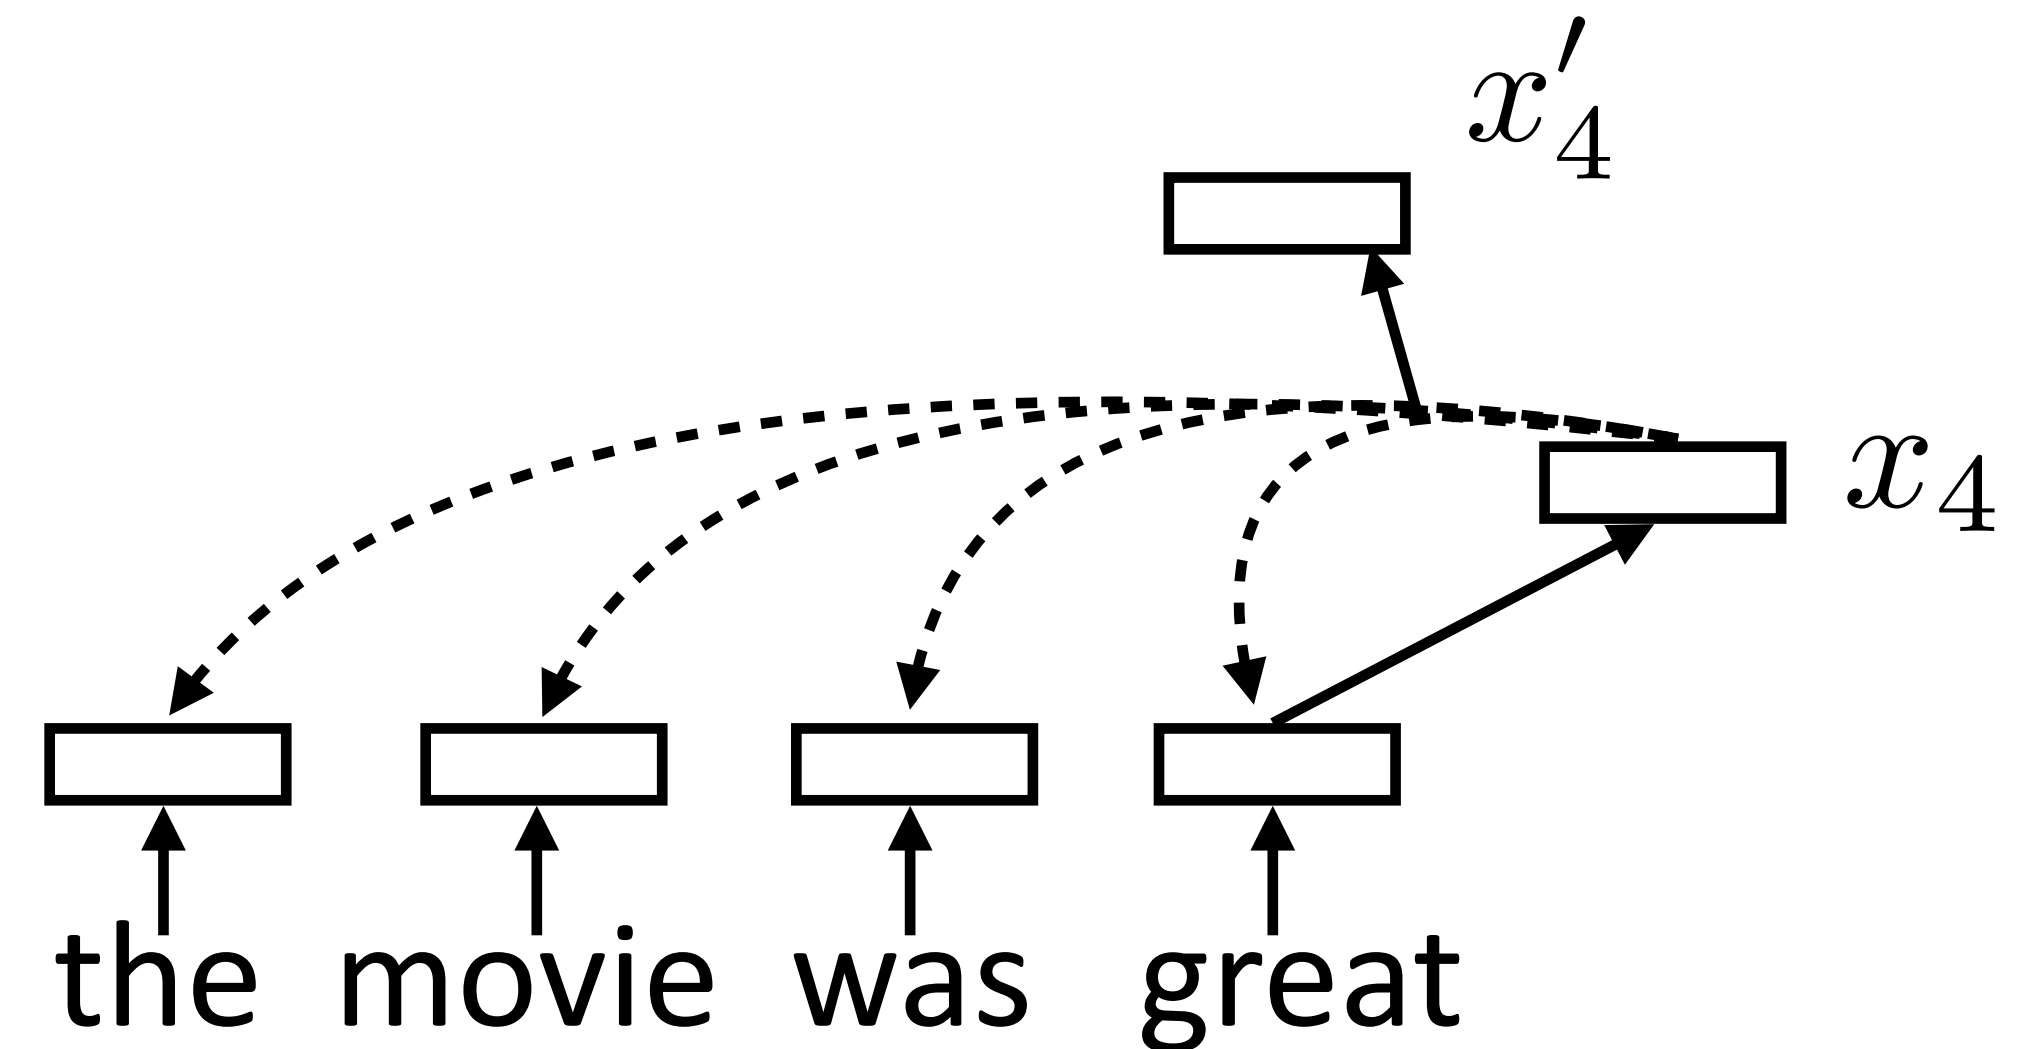 x′₄
x₄
the movie was great